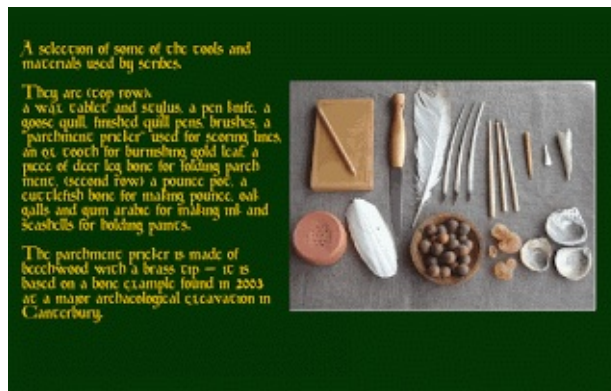 A selection of some of the tools and
materials used by scribes.
They are (top row):
a wax tablet and stylus, a pen knife, a
goose quill, finished quill pens, brushes, a
"parchment pricker" used for scoring lines,
an ox tooth for burnishing gold leaf, a
piece of deer leg bone for folding parch
ment, (second row) a pounce pot, a
cuttlefish bone for making pounce, oak
galls and gum arabic for making ink and
seashells for holding paints.
The parchment pricker is made of
beechwood with a brass tip – it is
based on a bone example found in 2003
at a major archaeological excavation in
Canterbury.